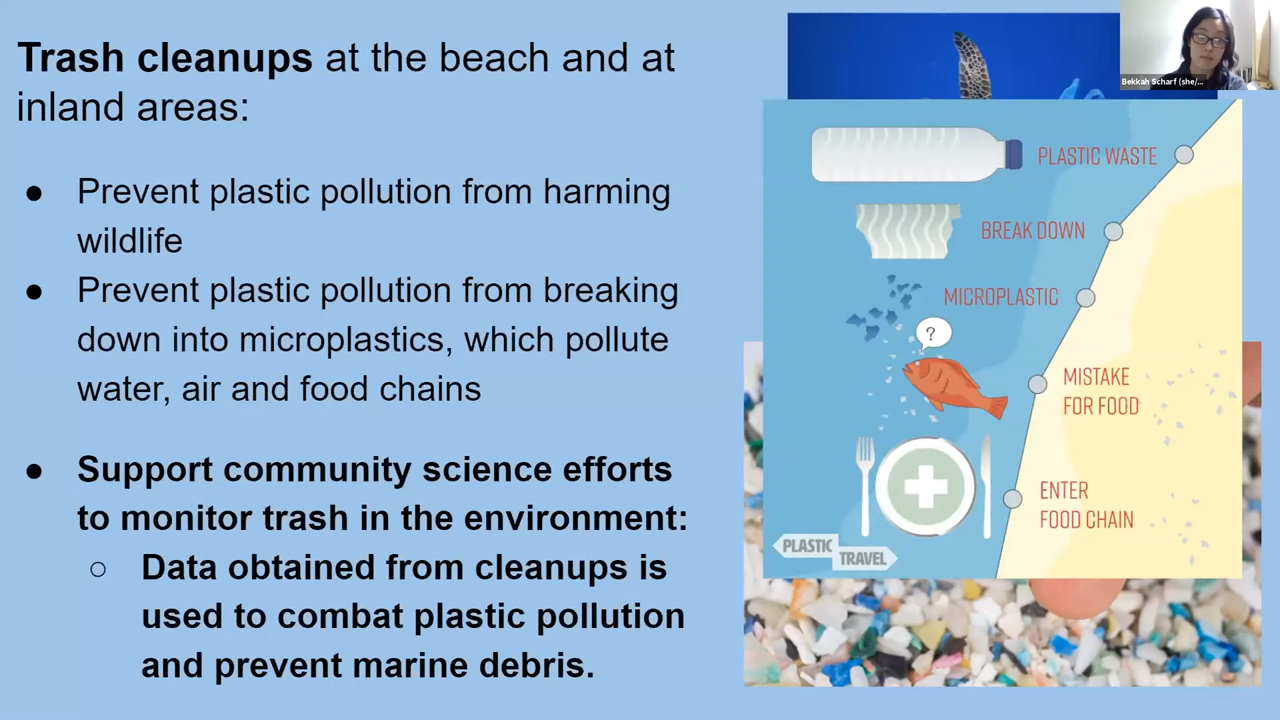 Trash cleanups at the beach and at
inland areas:
● Prevent plastic pollution from harming
wildlife
● Prevent plastic pollution from breaking
down into microplastics, which pollute
water, air and food chains
● Support community science efforts
to monitor trash in the environment:
○ Data obtained from cleanups is
used to combat plastic pollution
and prevent marine debris.
Bekkah Scharf (she/...
PLASTIC WASTE
BREAK DOWN
MICROPLASTIC
?
MISTAKE
FOR FOOD
ENTER
FOOD CHAIN
PLASTIC
TRAVEL